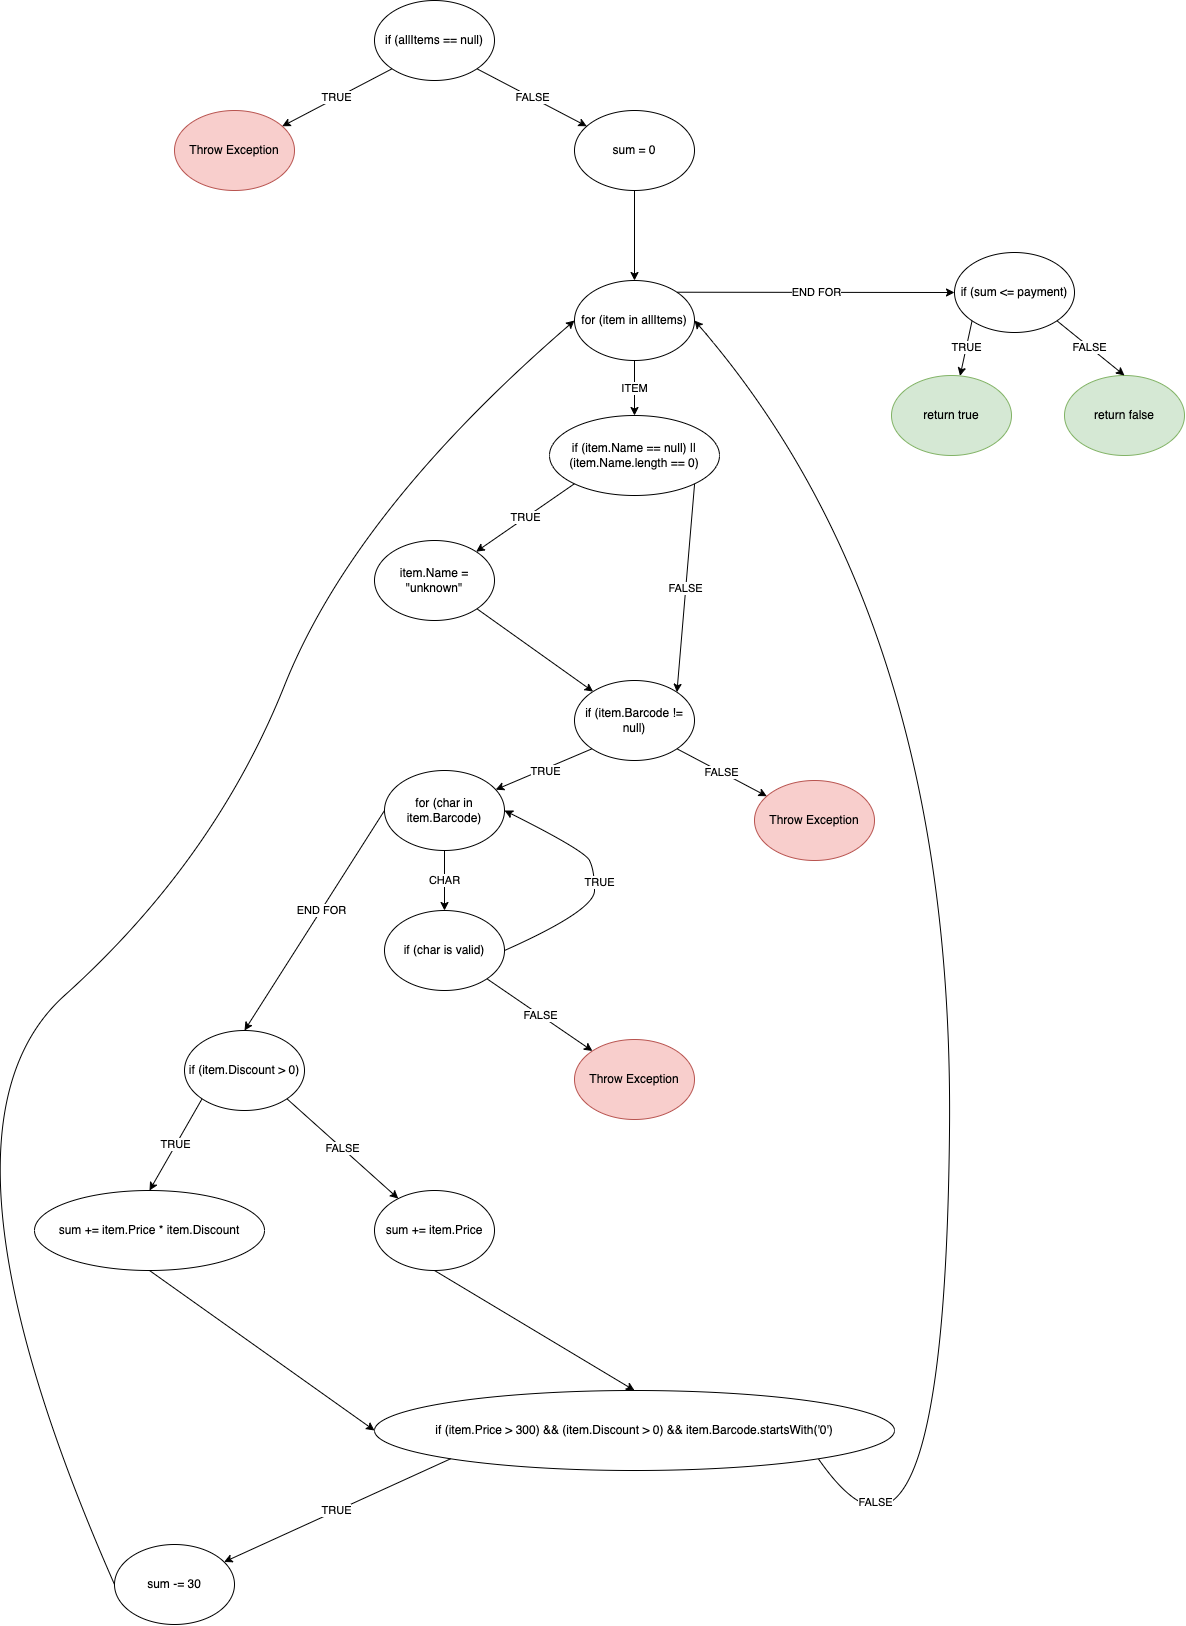 if (allItems == null)
TRUE
FALSE
Throw Exception
sum = 0
for (item in allItems)
END FOR
if (sum <= payment)
TRUE
FALSE
return true
return false
ITEM
if (item.Name == null) ||
(item.Name.length == 0)
TRUE
FALSE
item.Name =
"unknown"
if (item.Barcode !=
null)
TRUE
FALSE
for (char in
item.Barcode)
Throw Exception
CHAR
TRUE
END FOR
if (char is valid)
FALSE
Throw Exception
if (item.Discount > 0)
TRUE
FALSE
sum += item.Price * item.Discount
sum += item.Price
if (item.Price > 300) && (item.Discount > 0) && item.Barcode.startsWith('0')
TRUE
FALSE
sum -= 30